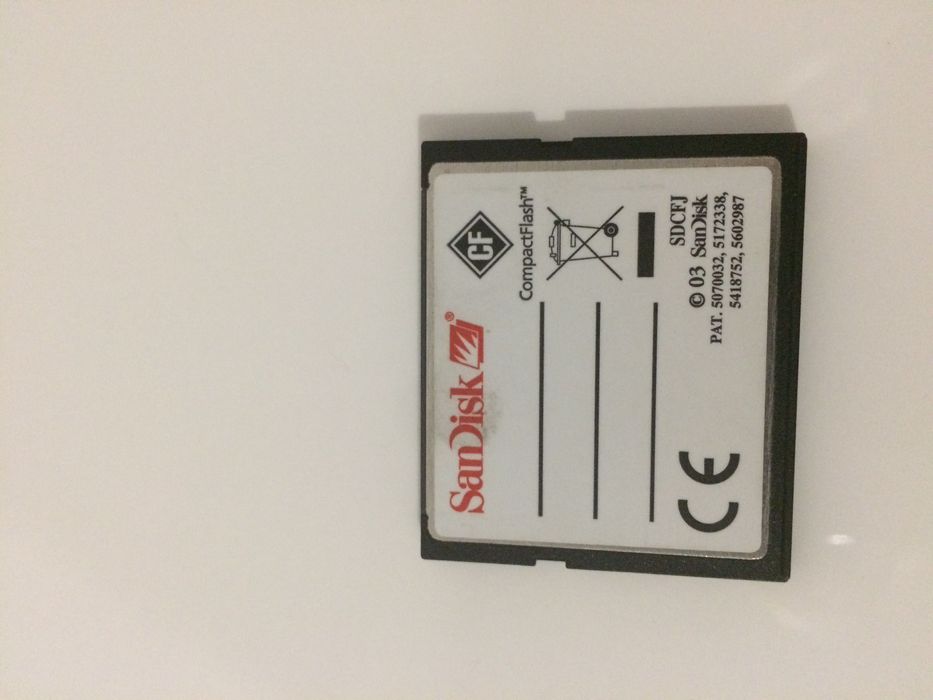 SanDisk®
CF
CompactFlash™
CE
SDCFJ
© 03 SanDisk
PAT. 5070032, 5172338,
5418752, 5602987